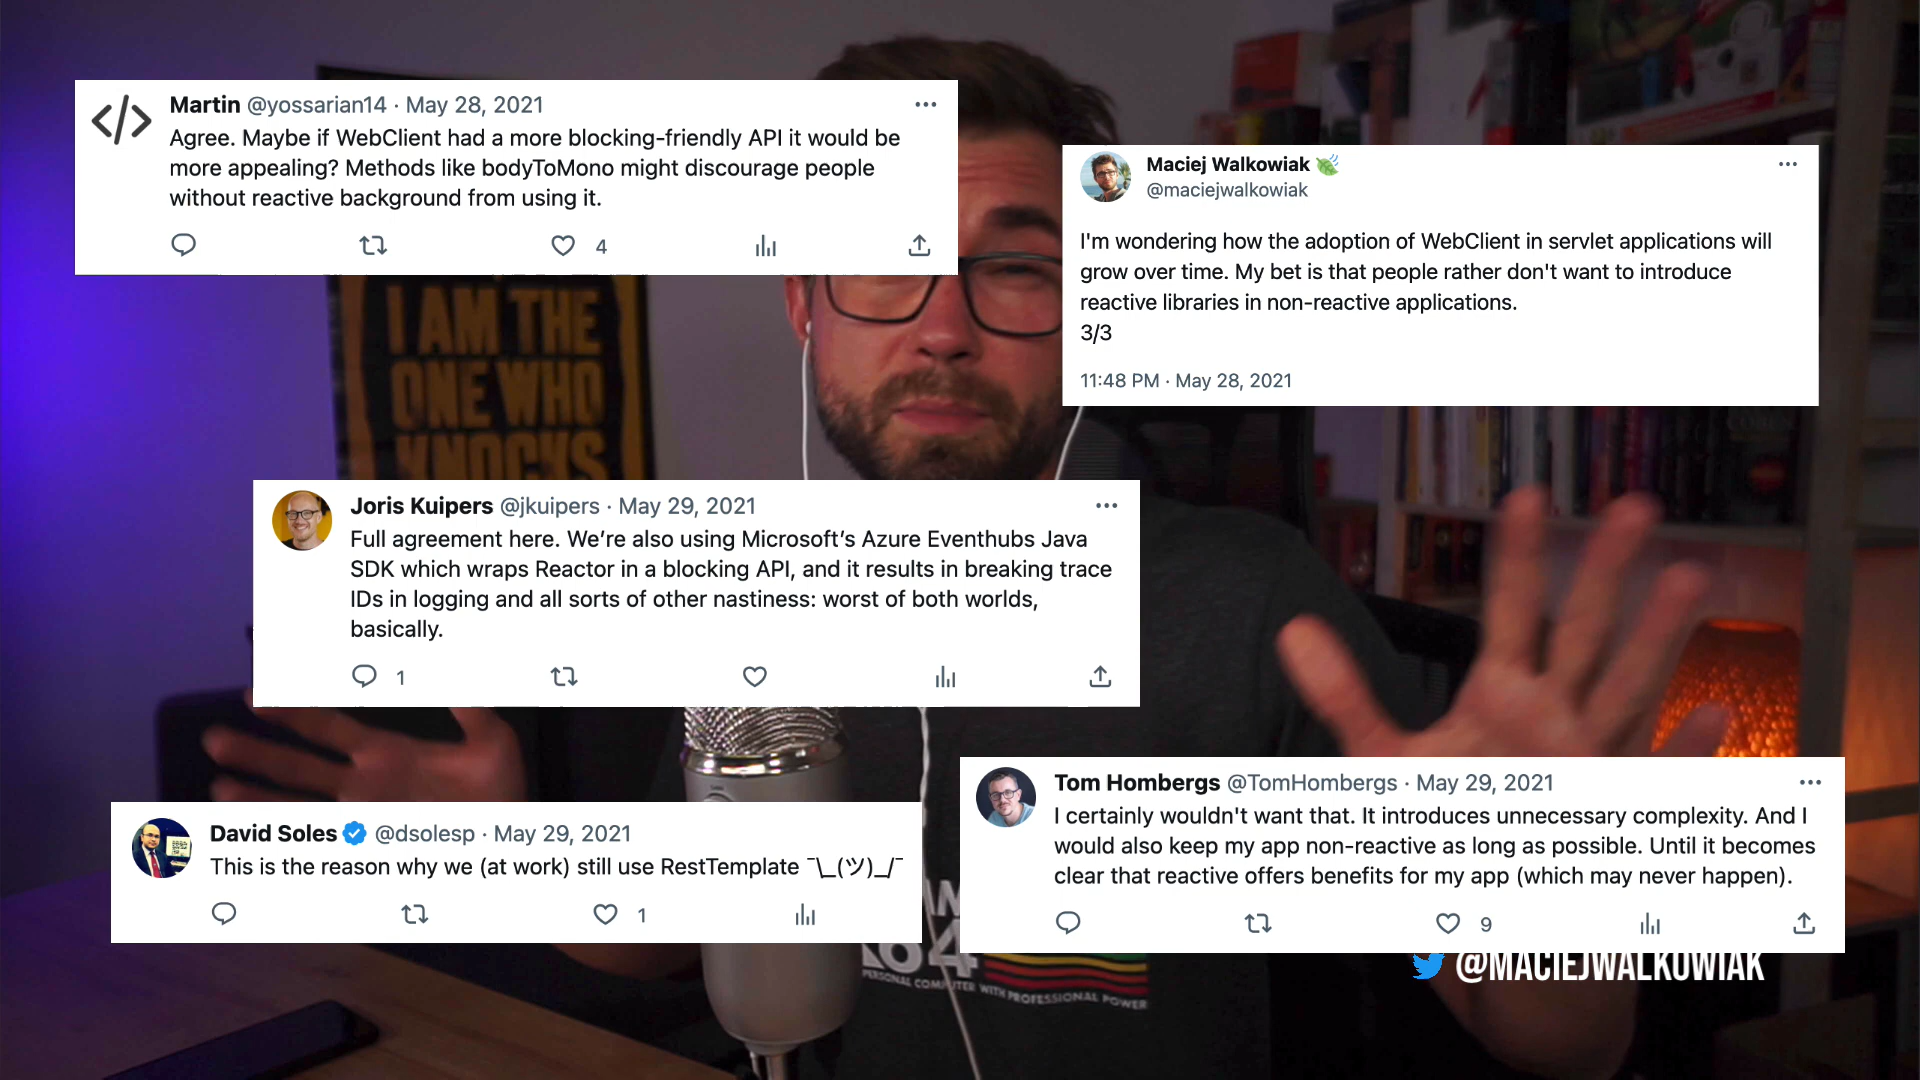 Martin @yossarian14 · May 28, 2021
Agree. Maybe if WebClient had a more blocking-friendly API it would be
more appealing? Methods like bodyToMono might discourage people
without reactive background from using it.
4
Maciej Walkowiak
@maciejwalkowiak
I'm wondering how the adoption of WebClient in servlet applications will
grow over time. My bet is that people rather don't want to introduce
reactive libraries in non-reactive applications.
3/3
11:48 PM · May 28, 2021
I AM THE
ONE WHO
KNOCKS
Joris Kuipers @jkuipers · May 29, 2021
Full agreement here. We’re also using Microsoft’s Azure Eventhubs Java
SDK which wraps Reactor in a blocking API, and it results in breaking trace
IDs in logging and all sorts of other nastiness: worst of both worlds,
basically.
1
David Soles @dsolesp · May 29, 2021
This is the reason why we (at work) still use RestTemplate ¯\_(ツ)_/¯
1
Tom Hombergs @TomHombergs · May 29, 2021
I certainly wouldn't want that. It introduces unnecessary complexity. And I
would also keep my app non-reactive as long as possible. Until it becomes
clear that reactive offers benefits for my app (which may never happen).
9
64
PERSONAL COMPUTER WITH PROFESSIONAL POWER
@MACIEJWALKOWIAK